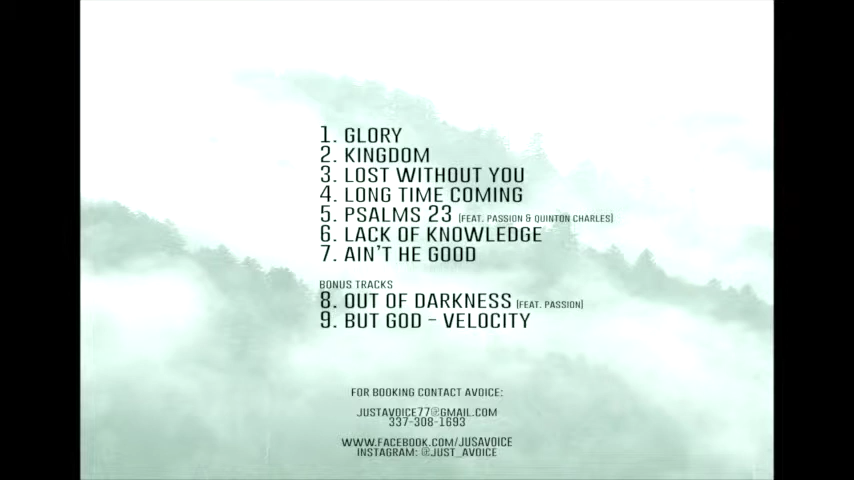 1. GLORY
2. KINGDOM
3. LOST WITHOUT YOU
4. LONG TIME COMING
5. PSALMS 23 (FEAT. PASSION & QUINTON CHARLES)
6. LACK OF KNOWLEDGE
7. AIN'T HE GOOD
BONUS TRACKS
8. OUT OF DARKNESS (FEAT. PASSION)
9. BUT GOD - VELOCITY
FOR BOOKING CONTACT AVOICE:
JUSTAVOICE77@GMAIL.COM
337-308-1693
WWW.FACEBOOK.COM/JUSAVOICE
INSTAGRAM: @JUST_AVOICE